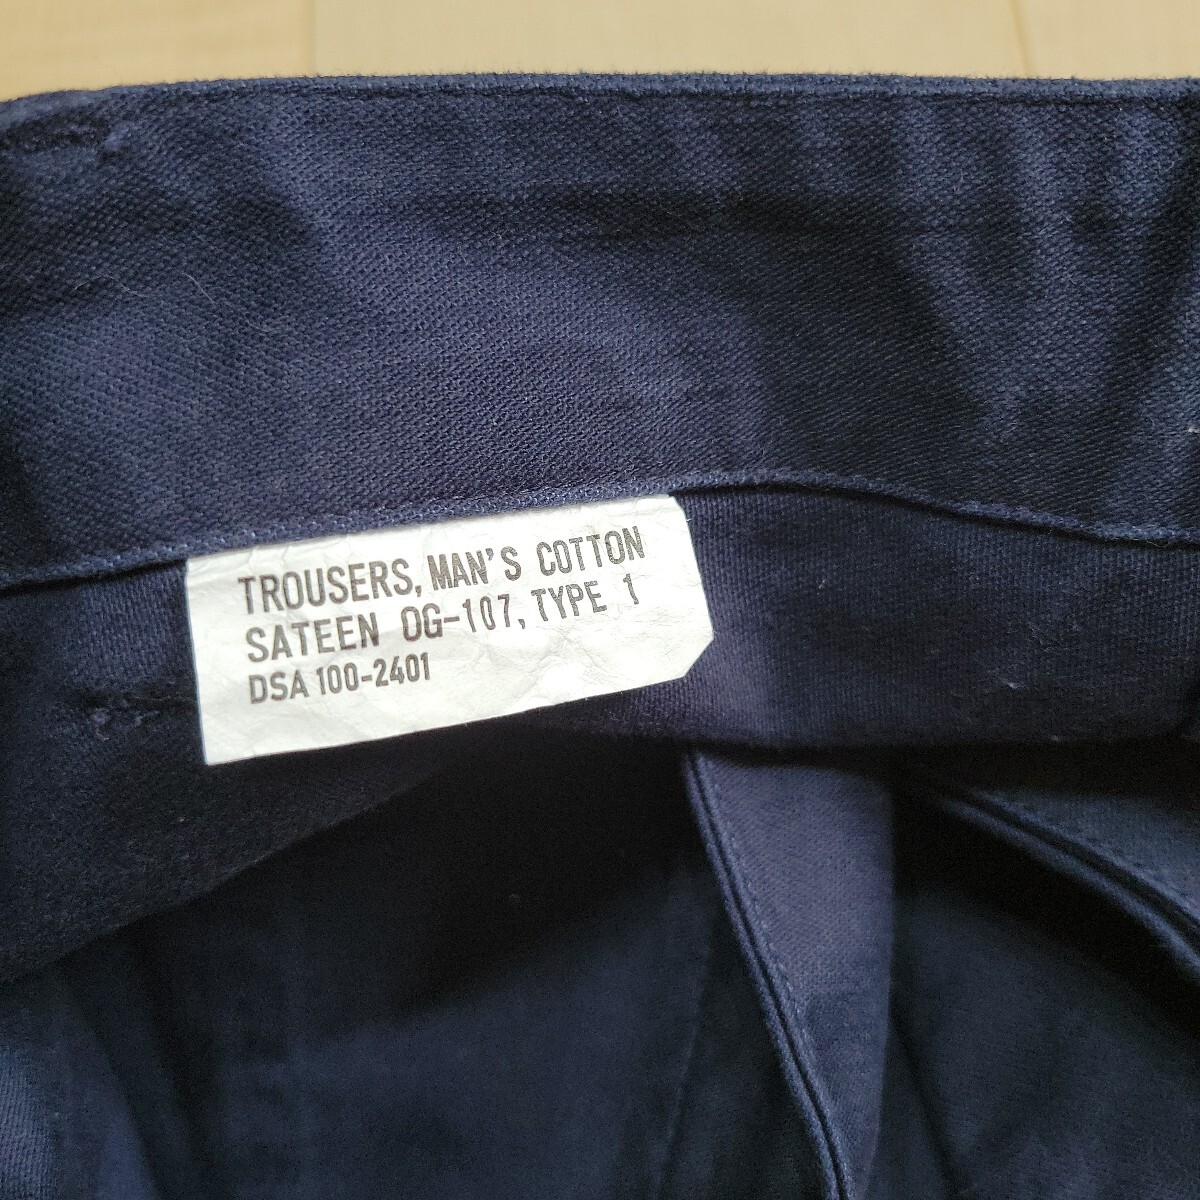 TROUSERS, MAN'S COTTON
SATEEN OG-107, TYPE 1
DSA 100-2401